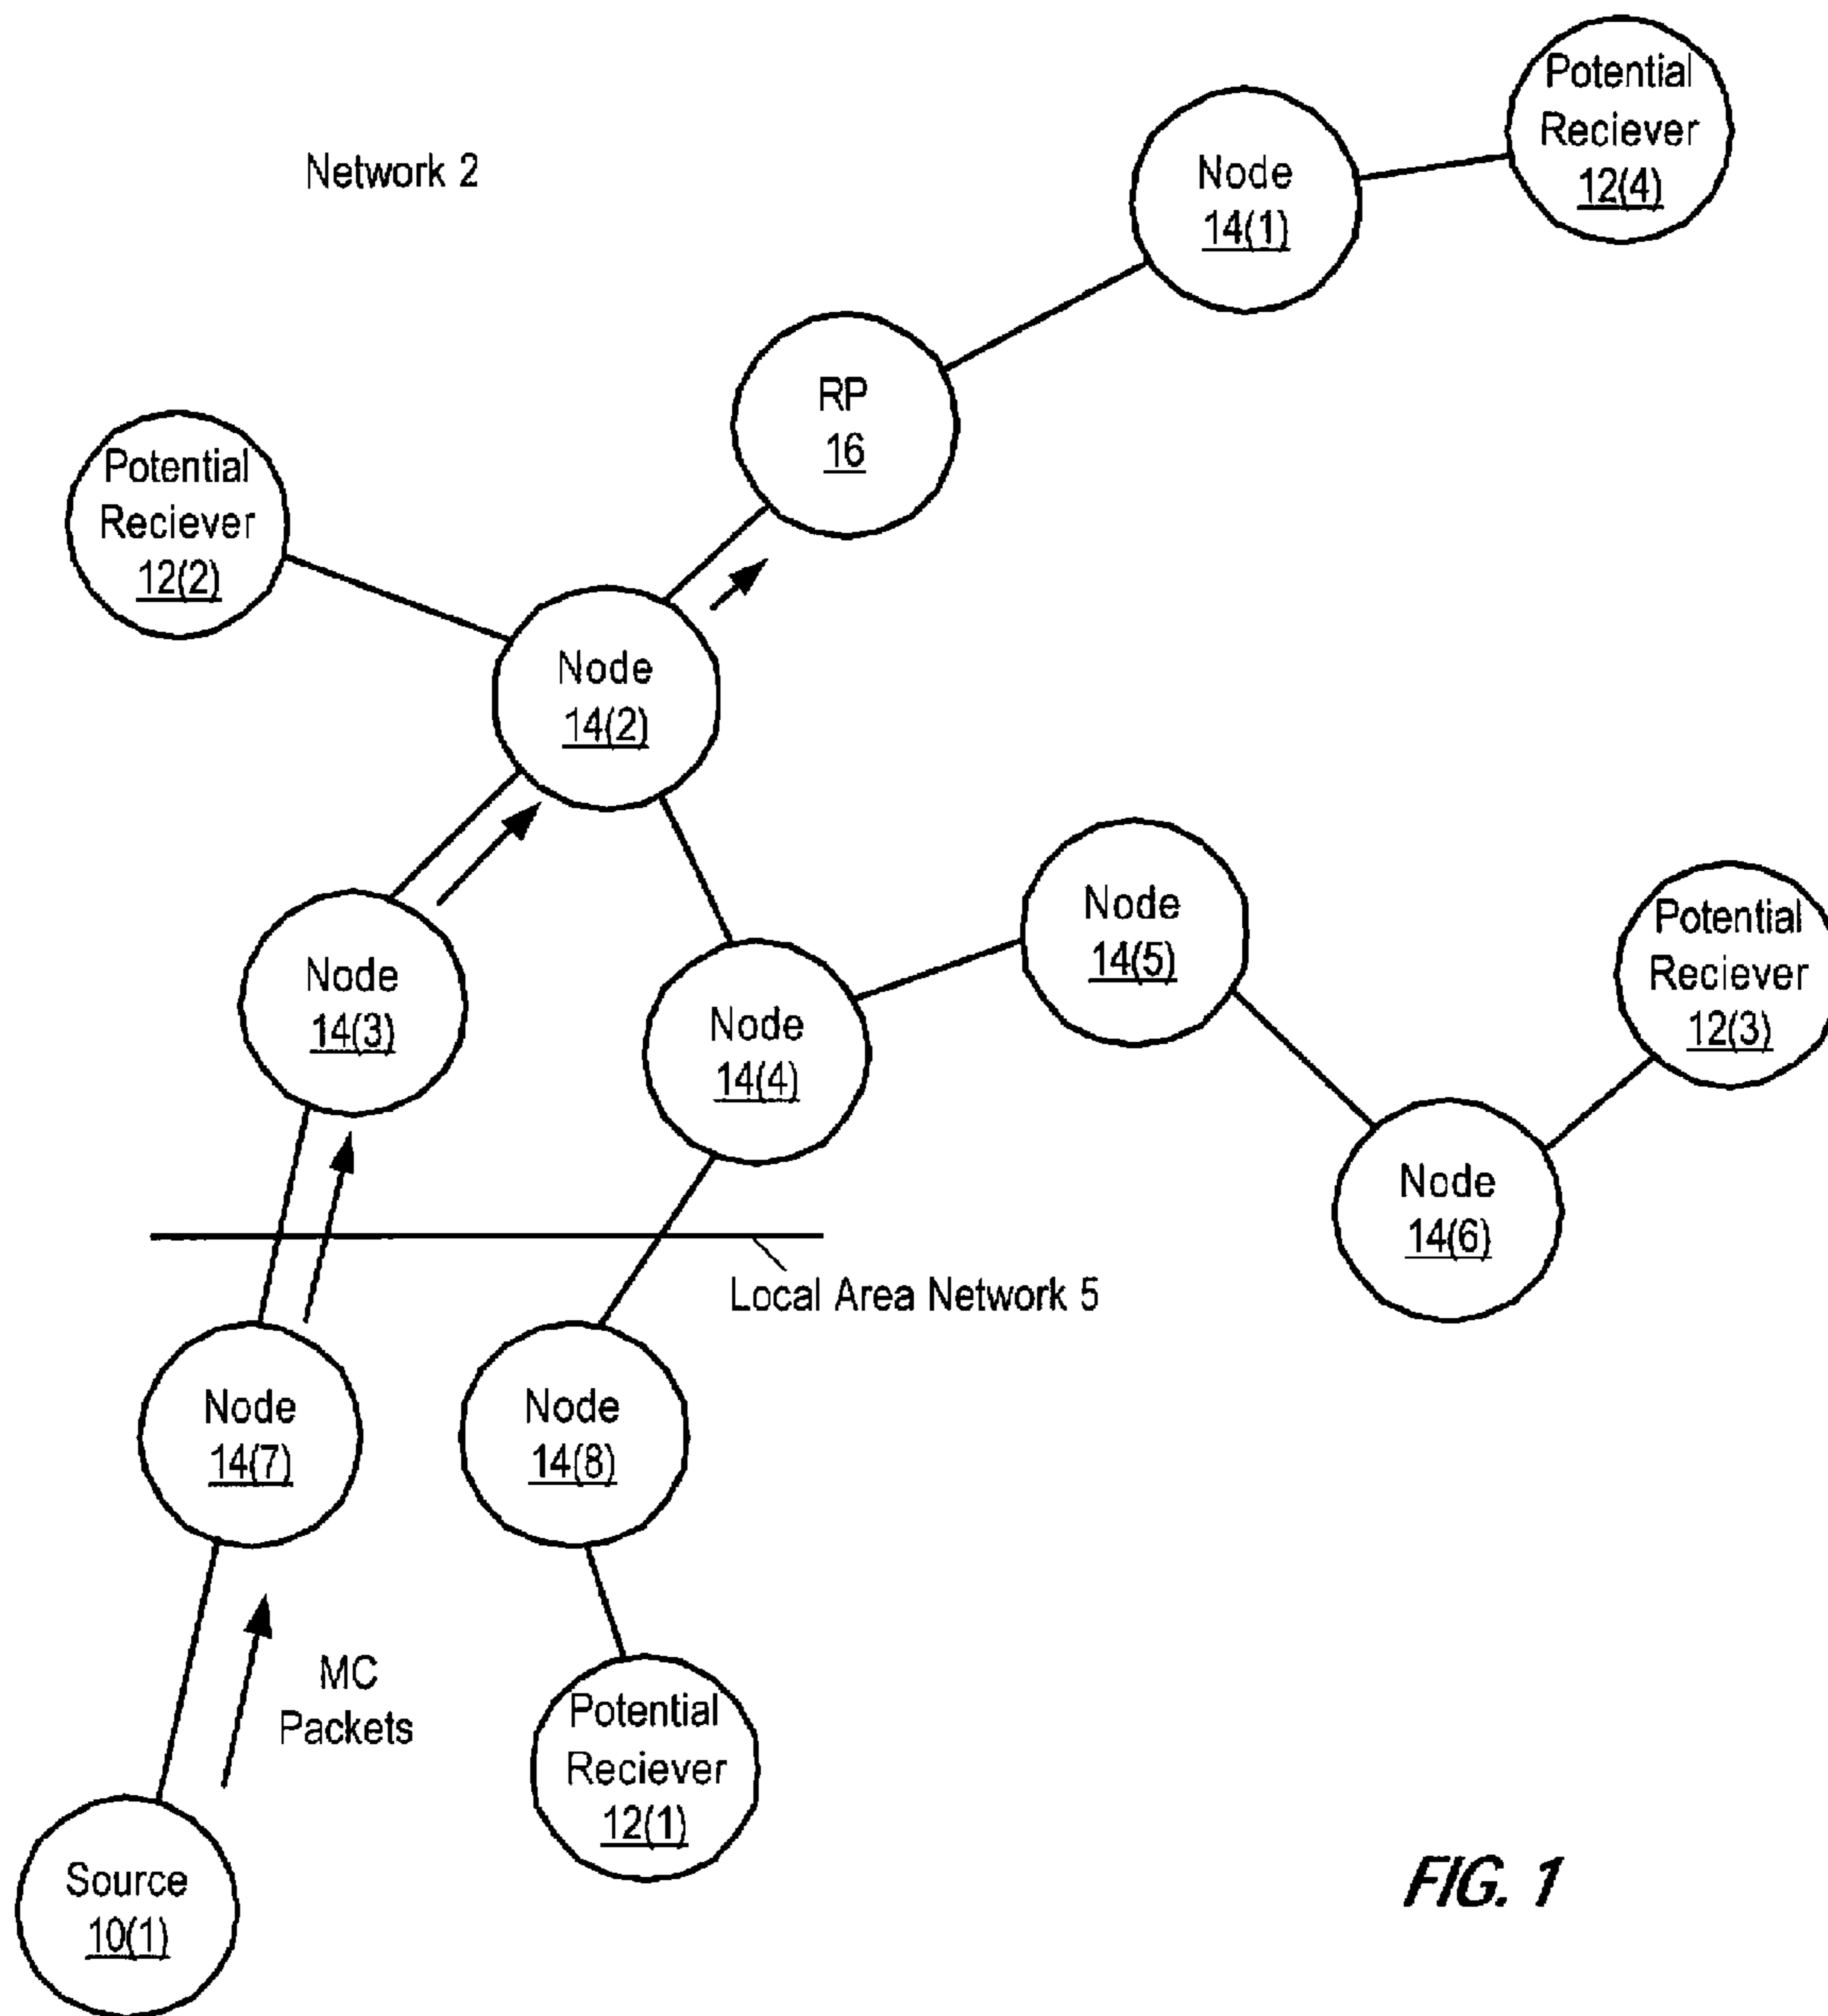 Network 2
Potential
Reciever
12(4)
Node
14(1)
RP
16
Potential
Reciever
12(2)
Node
14(2)
Node
14(5)
Potential
Reciever
12(3)
Node
14(3)
Node
14(4)
Node
14(6)
Local Area Network 5
Node
14(7)
Node
14(8)
MC
Packets
Potential
Reciever
12(1)
Source
10(1)
FIG. 1